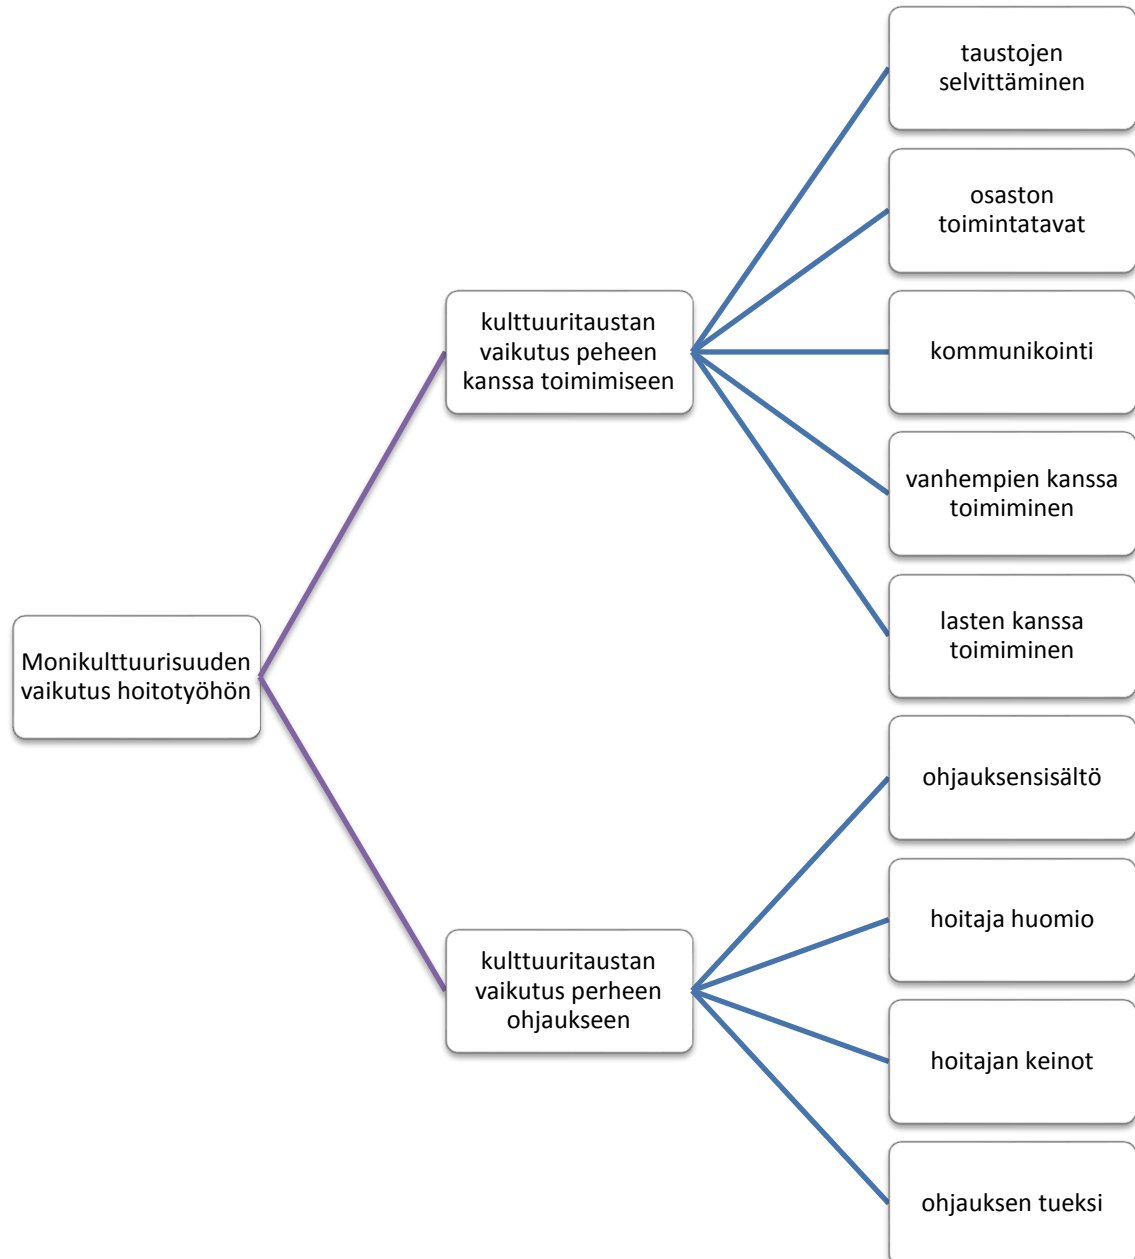 taustojen
selvittäminen
osaston
toimintatavat
kulttuuritaustan
vaikutus peheen
kanssa toimimiseen
kommunikointi
vanhempien kanssa
toimiminen
lasten kanssa
toimiminen
Monikulttuurisuuden
vaikutus hoitotyöhön
ohjauksensisältö
hoitaja huomio
kulttuuritaustan
vaikutus perheen
ohjaukseen
hoitajan keinot
ohjauksen tueksi